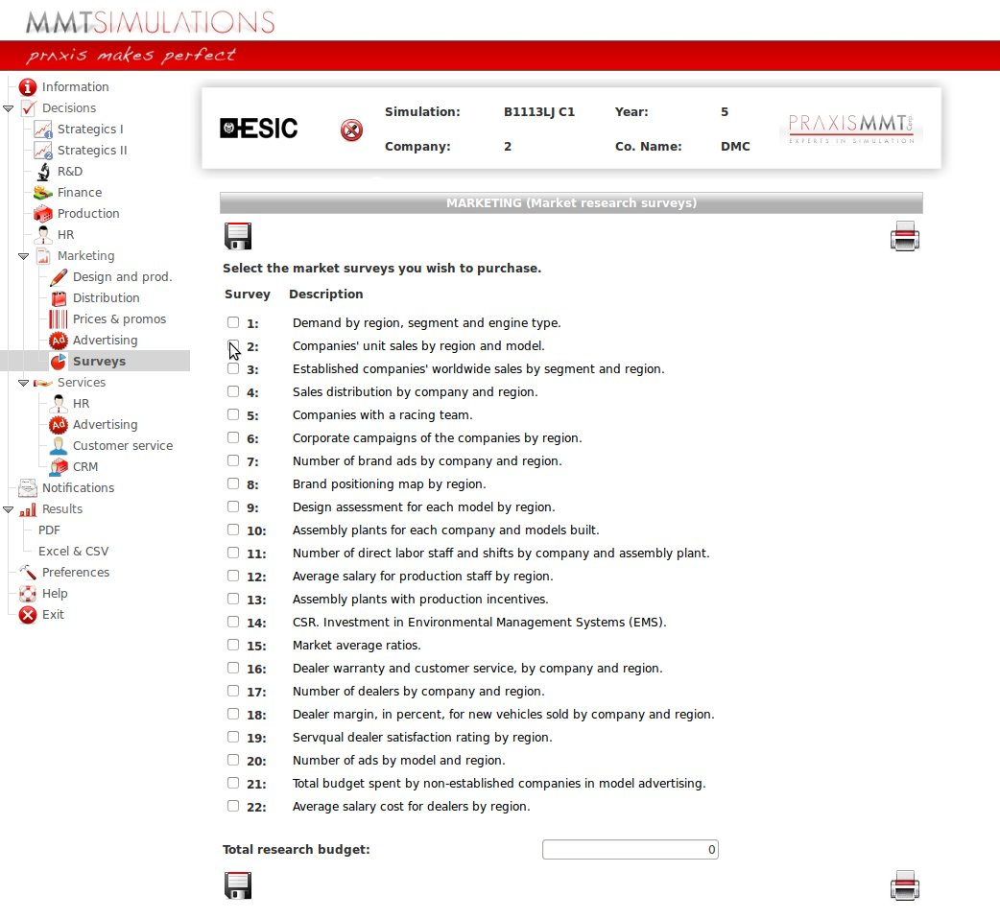 MMTSIMULATIONS
praxis makes perfect
Information
Decisions
Strategics I
Strategics II
R&D
Finance
Production
HR
Marketing
Design and prod.
Distribution
Prices & promos
Advertising
Surveys
Services
HR
Advertising
Customer service
CRM
Notifications
Results
PDF
Excel & CSV
Preferences
Help
Exit
ESIC
Simulation: B1113LJ C1 Year: 5
Company: 2 Co. Name: DMC
PRAXISMMT Corp.
EXPERTS IN SIMULATION
MARKETING (Market research surveys)
Select the market surveys you wish to purchase.
Survey Description
1: Demand by region, segment and engine type.
2: Companies' unit sales by region and model.
3: Established companies' worldwide sales by segment and region.
4: Sales distribution by company and region.
5: Companies with a racing team.
6: Corporate campaigns of the companies by region.
7: Number of brand ads by company and region.
8: Brand positioning map by region.
9: Design assessment for each model by region.
10: Assembly plants for each company and models built.
11: Number of direct labor staff and shifts by company and assembly plant.
12: Average salary for production staff by region.
13: Assembly plants with production incentives.
14: CSR. Investment in Environmental Management Systems (EMS).
15: Market average ratios.
16: Dealer warranty and customer service, by company and region.
17: Number of dealers by company and region.
18: Dealer margin, in percent, for new vehicles sold by company and region.
19: Servqual dealer satisfaction rating by region.
20: Number of ads by model and region.
21: Total budget spent by non-established companies in model advertising.
22: Average salary cost for dealers by region.
Total research budget: 0